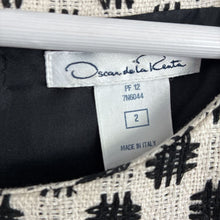 Oscar de la Renta
PF 12
7N6044
2
MADE IN ITALY